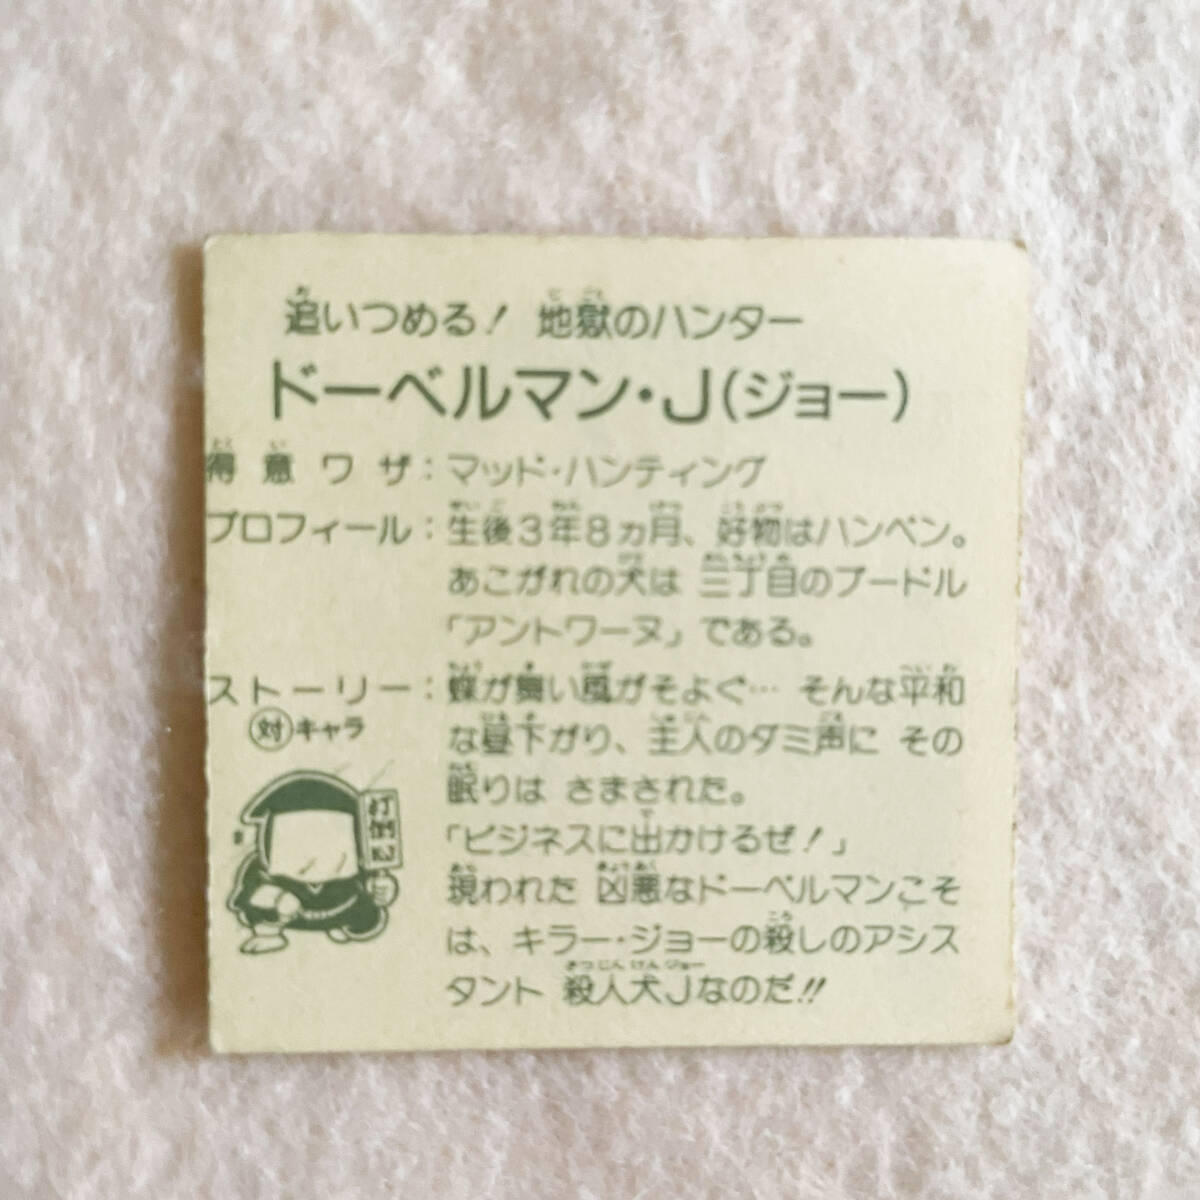 追いつめる! 地獄のハンター
ドーベルマン・J(ジョー)
得意ワザ:マッド・ハンティング
プロフィール:生後3年8ヵ月、好物はハンペン。
あこがれの犬は 三丁目のプードル
「アントワーヌ」である。
ストーリー:蝶が舞い風がそよぐ… そんな平和
な昼下がり、主人のダミ声に その
眠りは さまされた。
「ビジネスに出かけるぜ!」
現われた 凶悪なドーベルマンこそ
は、キラー・ジョーの殺しのアシス
タント 殺人犬Jなのだ!!
対キャラ
打倒KJ